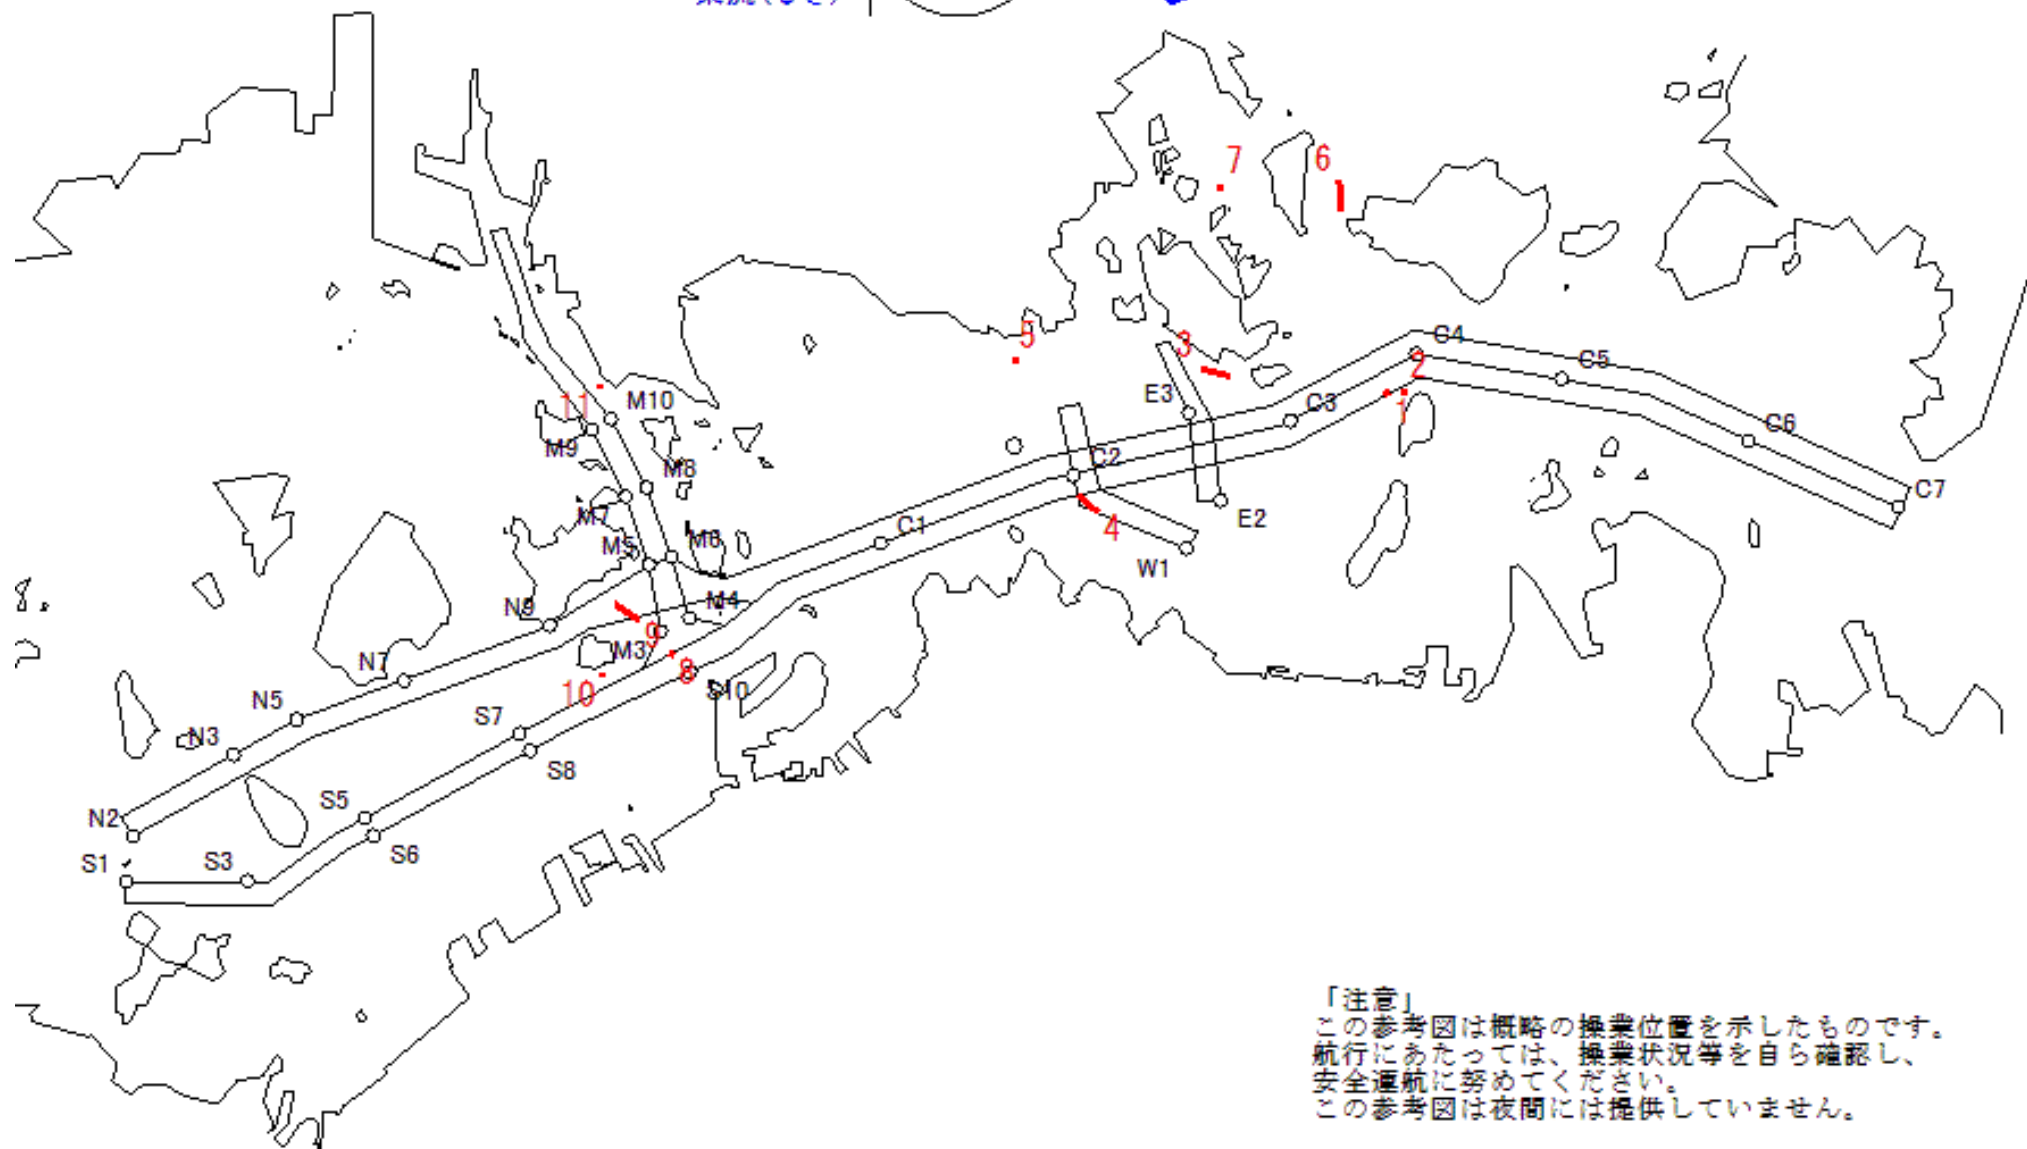 7
6
5
3
C4
2
C5
1
E3
C3
C6
11
M10
M9
C2
M8
C7
M7
C1
4
E2
M5
M6
W1
N9
M4
9
M3
8
N7
10
S10
N5
S7
N3
S8
S5
N2
S6
S1
S3
「注意」
この参考図は概略の操業位置を示したものです。
航行にあたっては、操業状況等を自ら確認し、
安全運航に努めてください。
この参考図は夜間には提供していません。